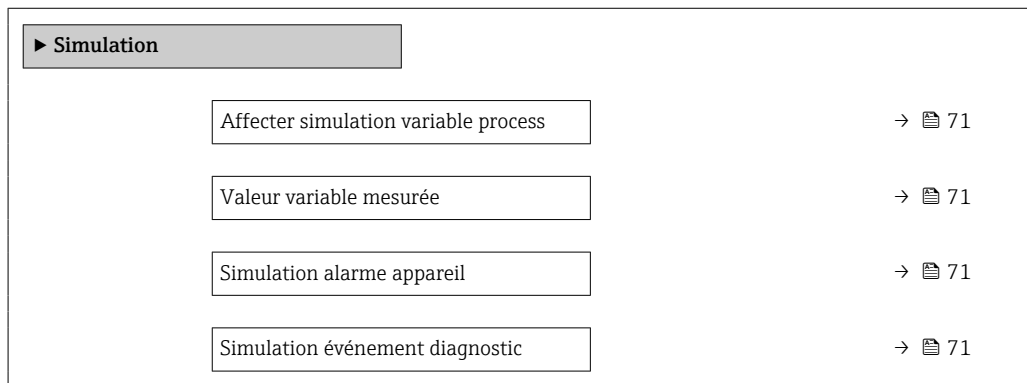 ▶ Simulation
Affecter simulation variable process → 71
Valeur variable mesurée → 71
Simulation alarme appareil → 71
Simulation événement diagnostic → 71